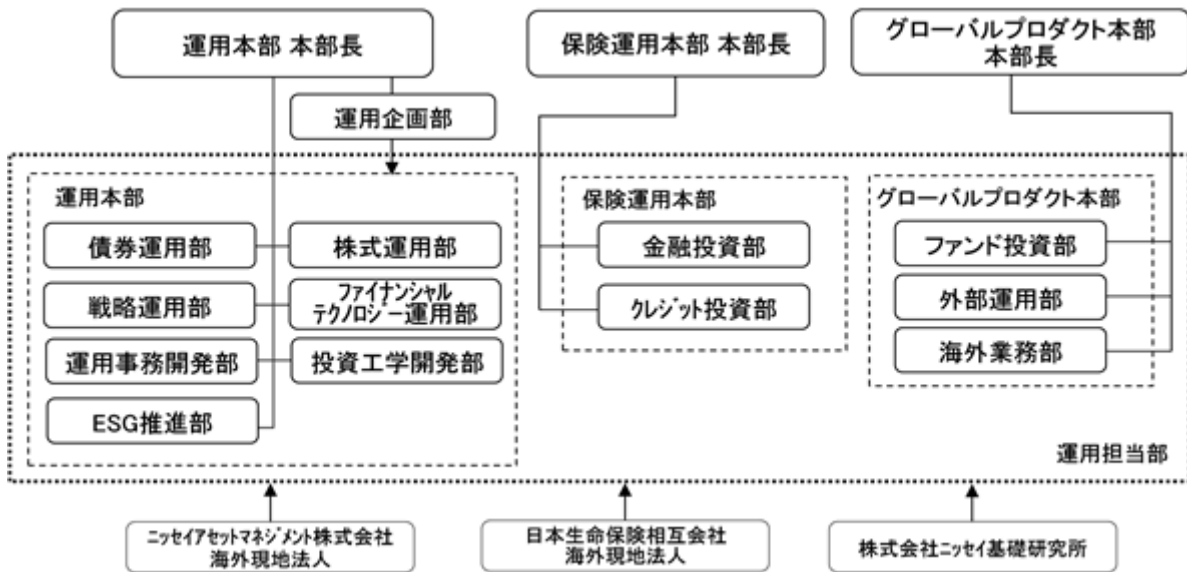 運用本部 本部長
保険運用本部 本部長
グローバルプロダクト本部
本部長
運用企画部
運用本部
債券運用部
株式運用部
戦略運用部
ファイナンシャル
テクノロジー運用部
運用事務開発部
投資工学開発部
ESG推進部
保険運用本部
金融投資部
クレジット投資部
グローバルプロダクト本部
ファンド投資部
外部運用部
海外業務部
運用担当部
ニッセイアセットマネジメント株式会社
海外現地法人
日本生命保険相互会社
海外現地法人
株式会社ニッセイ基礎研究所